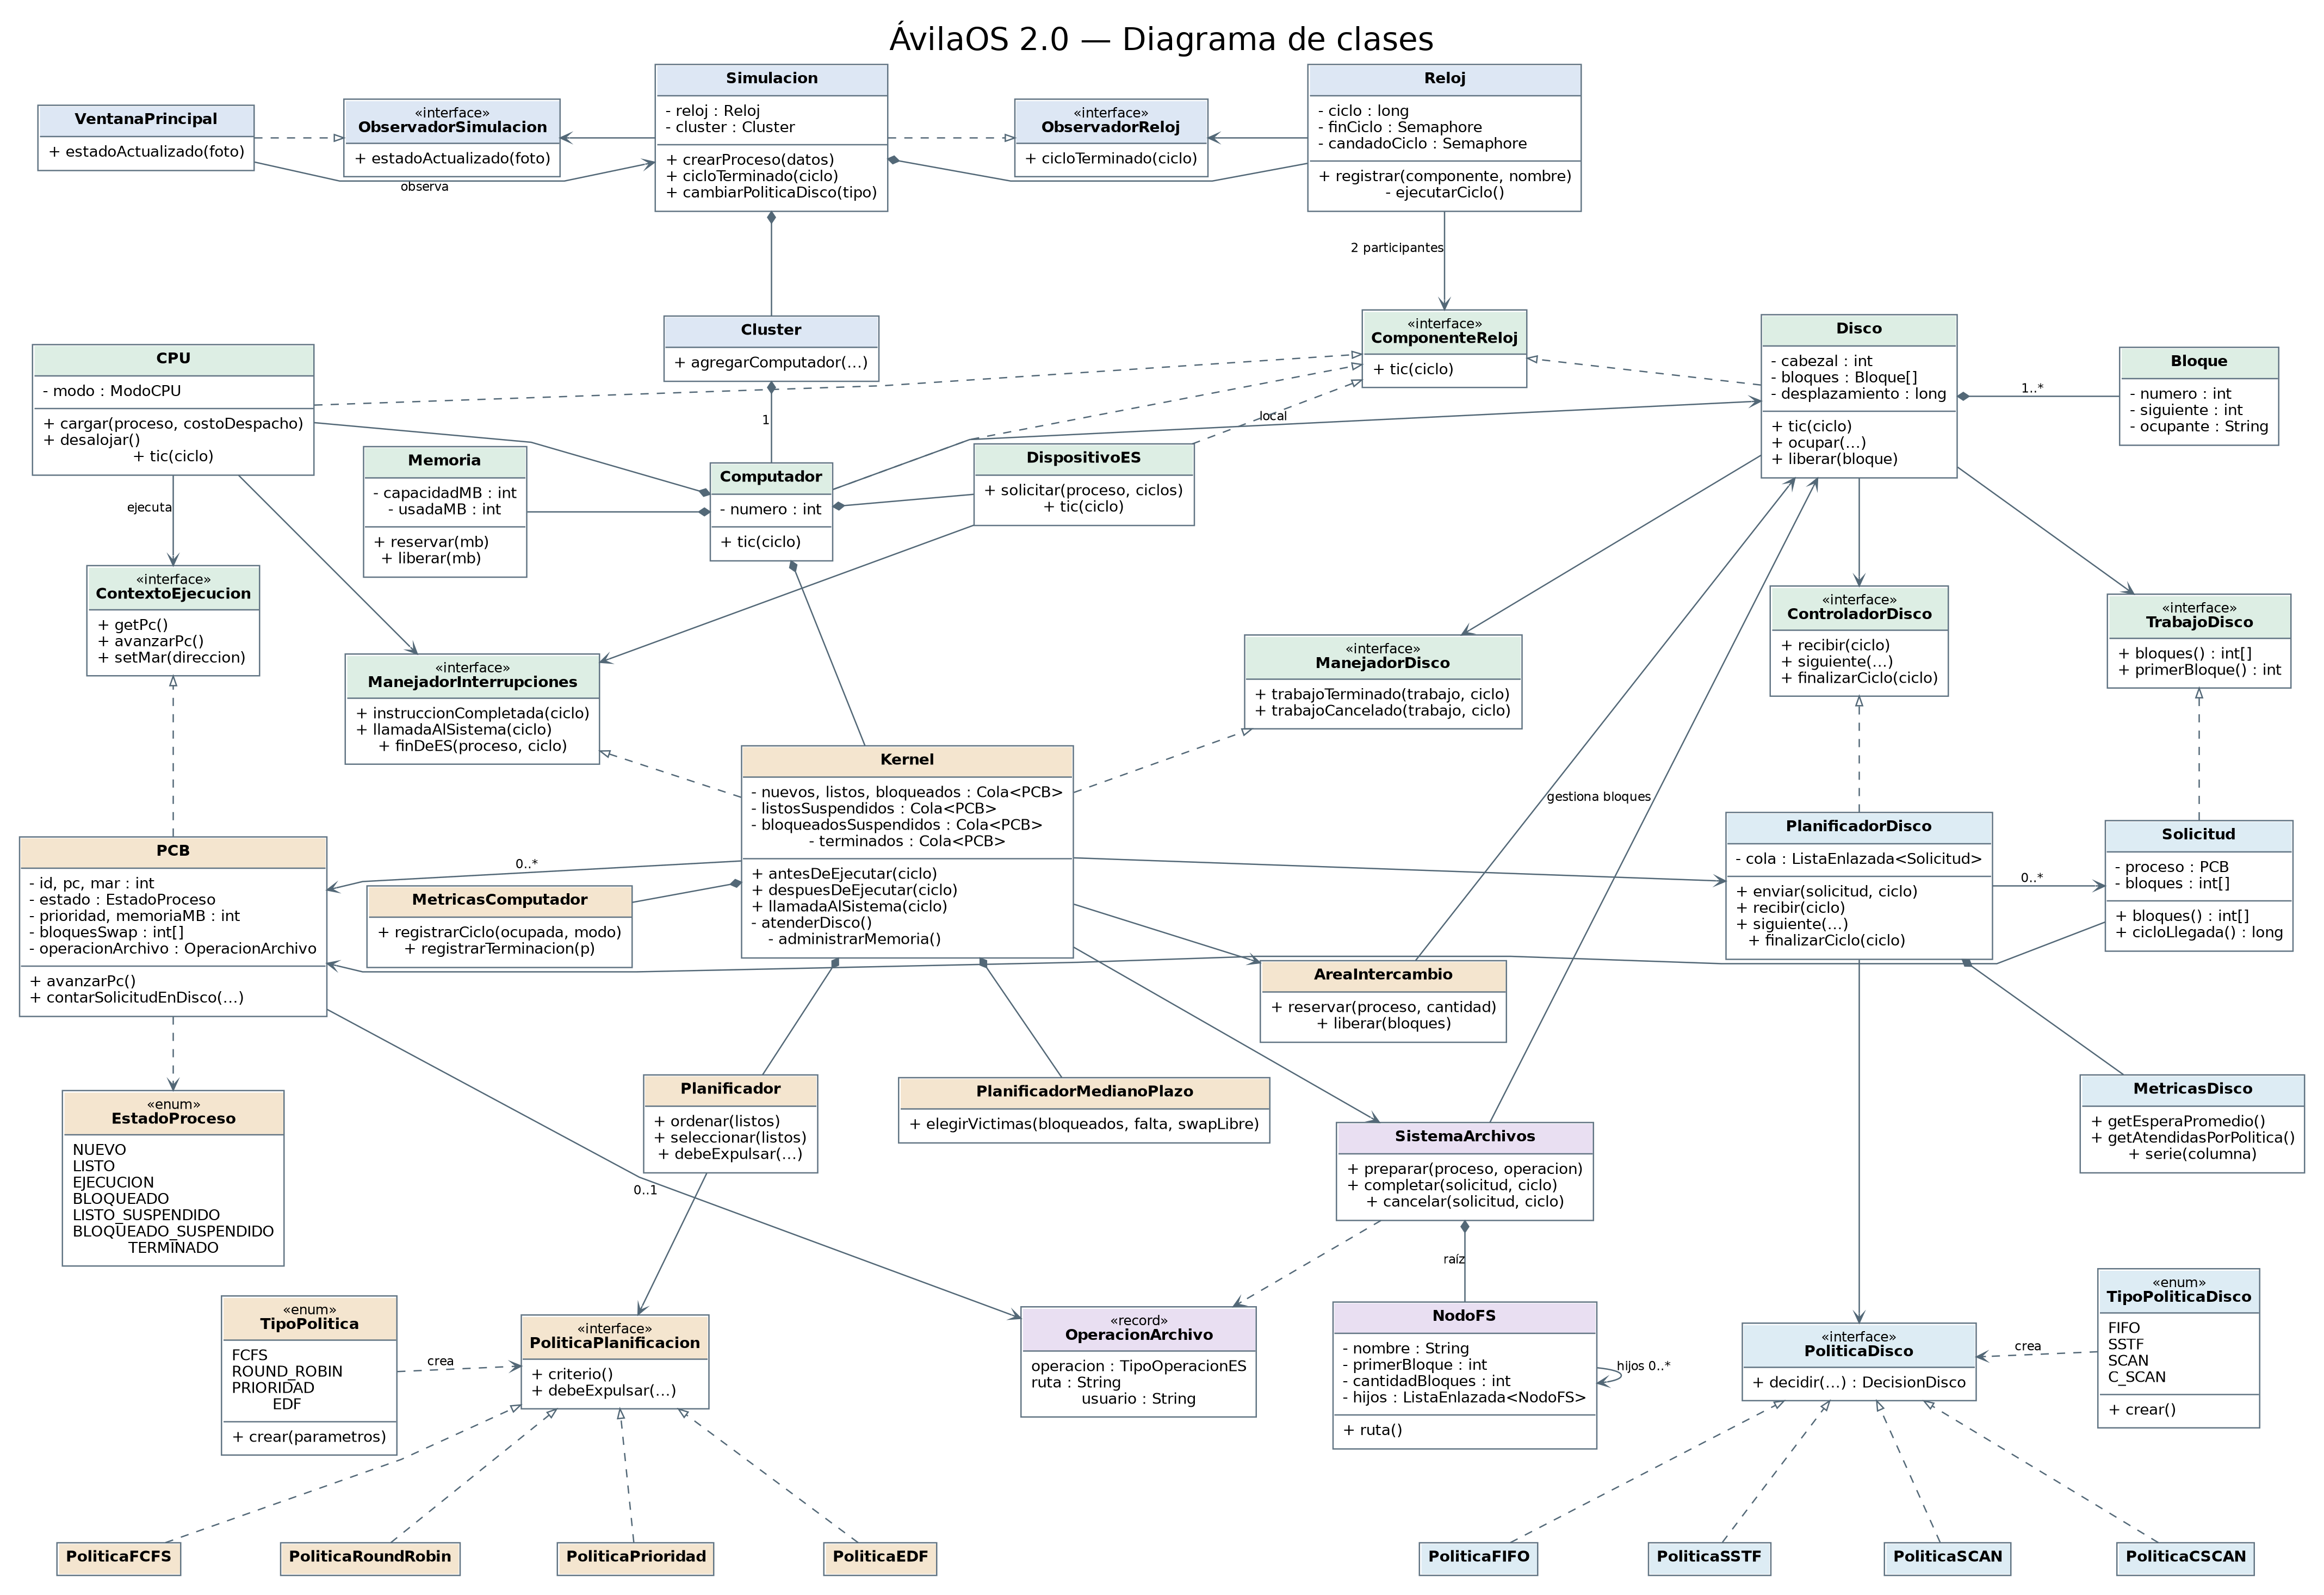 ÁvilaOS 2.0 — Diagrama de clases
VentanaPrincipal
+ estadoActualizado(foto)
«interface»
ObservadorSimulacion
+ estadoActualizado(foto)
observa
Simulacion
- reloj : Reloj
- cluster : Cluster
+ crearProceso(datos)
+ cicloTerminado(ciclo)
+ cambiarPoliticaDisco(tipo)
«interface»
ObservadorReloj
+ cicloTerminado(ciclo)
Reloj
- ciclo : long
- finCiclo : Semaphore
- candadoCiclo : Semaphore
+ registrar(componente, nombre)
- ejecutarCiclo()
2 participantes
Cluster
+ agregarComputador(...)
1
«interface»
ComponenteReloj
+ tic(ciclo)
Disco
- cabezal : int
- bloques : Bloque[]
- desplazamiento : long
+ tic(ciclo)
+ ocupar(...)
+ liberar(bloque)
1..*
Bloque
- numero : int
- siguiente : int
- ocupante : String
CPU
- modo : ModoCPU
+ cargar(proceso, costoDespacho)
+ desalojar()
+ tic(ciclo)
ejecuta
Memoria
- capacidadMB : int
- usadaMB : int
+ reservar(mb)
+ liberar(mb)
Computador
- numero : int
+ tic(ciclo)
local
DispositivoES
+ solicitar(proceso, ciclos)
+ tic(ciclo)
«interface»
ContextoEjecucion
+ getPc()
+ avanzarPc()
+ setMar(direccion)
«interface»
ManejadorInterrupciones
+ instruccionCompletada(ciclo)
+ llamadaAlSistema(ciclo)
+ finDeES(proceso, ciclo)
«interface»
ManejadorDisco
+ trabajoTerminado(trabajo, ciclo)
+ trabajoCancelado(trabajo, ciclo)
«interface»
ControladorDisco
+ recibir(ciclo)
+ siguiente(...)
+ finalizarCiclo(ciclo)
«interface»
TrabajoDisco
+ bloques() : int[]
+ primerBloque() : int
Kernel
- nuevos, listos, bloqueados : Cola<PCB>
- listosSuspendidos : Cola<PCB>
- bloqueadosSuspendidos : Cola<PCB>
- terminados : Cola<PCB>
+ antesDeEjecutar(ciclo)
+ despuesDeEjecutar(ciclo)
+ llamadaAlSistema(ciclo)
- atenderDisco()
- administrarMemoria()
gestiona bloques
PCB
- id, pc, mar : int
- estado : EstadoProceso
- prioridad, memoriaMB : int
- bloquesSwap : int[]
- operacionArchivo : OperacionArchivo
+ avanzarPc()
+ contarSolicitudEnDisco(...)
0..*
MetricasComputador
+ registrarCiclo(ocupada, modo)
+ registrarTerminacion(p)
PlanificadorDisco
- cola : ListaEnlazada<Solicitud>
+ enviar(solicitud, ciclo)
+ recibir(ciclo)
+ siguiente(...)
+ finalizarCiclo(ciclo)
0..*
Solicitud
- proceso : PCB
- bloques : int[]
+ bloques() : int[]
+ cicloLlegada() : long
AreaIntercambio
+ reservar(proceso, cantidad)
+ liberar(bloques)
«enum»
EstadoProceso
NUEVO
LISTO
EJECUCION
BLOQUEADO
LISTO_SUSPENDIDO
BLOQUEADO_SUSPENDIDO
TERMINADO
0..1
Planificador
+ ordenar(listos)
+ seleccionar(listos)
+ debeExpulsar(...)
PlanificadorMedianoPlazo
+ elegirVictimas(bloqueados, falta, swapLibre)
SistemaArchivos
+ preparar(proceso, operacion)
+ completar(solicitud, ciclo)
+ cancelar(solicitud, ciclo)
raíz
MetricasDisco
+ getEsperaPromedio()
+ getAtendidasPorPolitica()
+ serie(columna)
«enum»
TipoPolitica
FCFS
ROUND_ROBIN
PRIORIDAD
EDF
+ crear(parametros)
crea
«interface»
PoliticaPlanificacion
+ criterio()
+ debeExpulsar(...)
«record»
OperacionArchivo
operacion : TipoOperacionES
ruta : String
usuario : String
NodoFS
- nombre : String
- primerBloque : int
- cantidadBloques : int
- hijos : ListaEnlazada<NodoFS>
+ ruta()
hijos 0..*
«interface»
PoliticaDisco
+ decidir(...) : DecisionDisco
crea
«enum»
TipoPoliticaDisco
FIFO
SSTF
SCAN
C_SCAN
+ crear()
PoliticaFCFS
PoliticaRoundRobin
PoliticaPrioridad
PoliticaEDF
PoliticaFIFO
PoliticaSSTF
PoliticaSCAN
PoliticaCSCAN